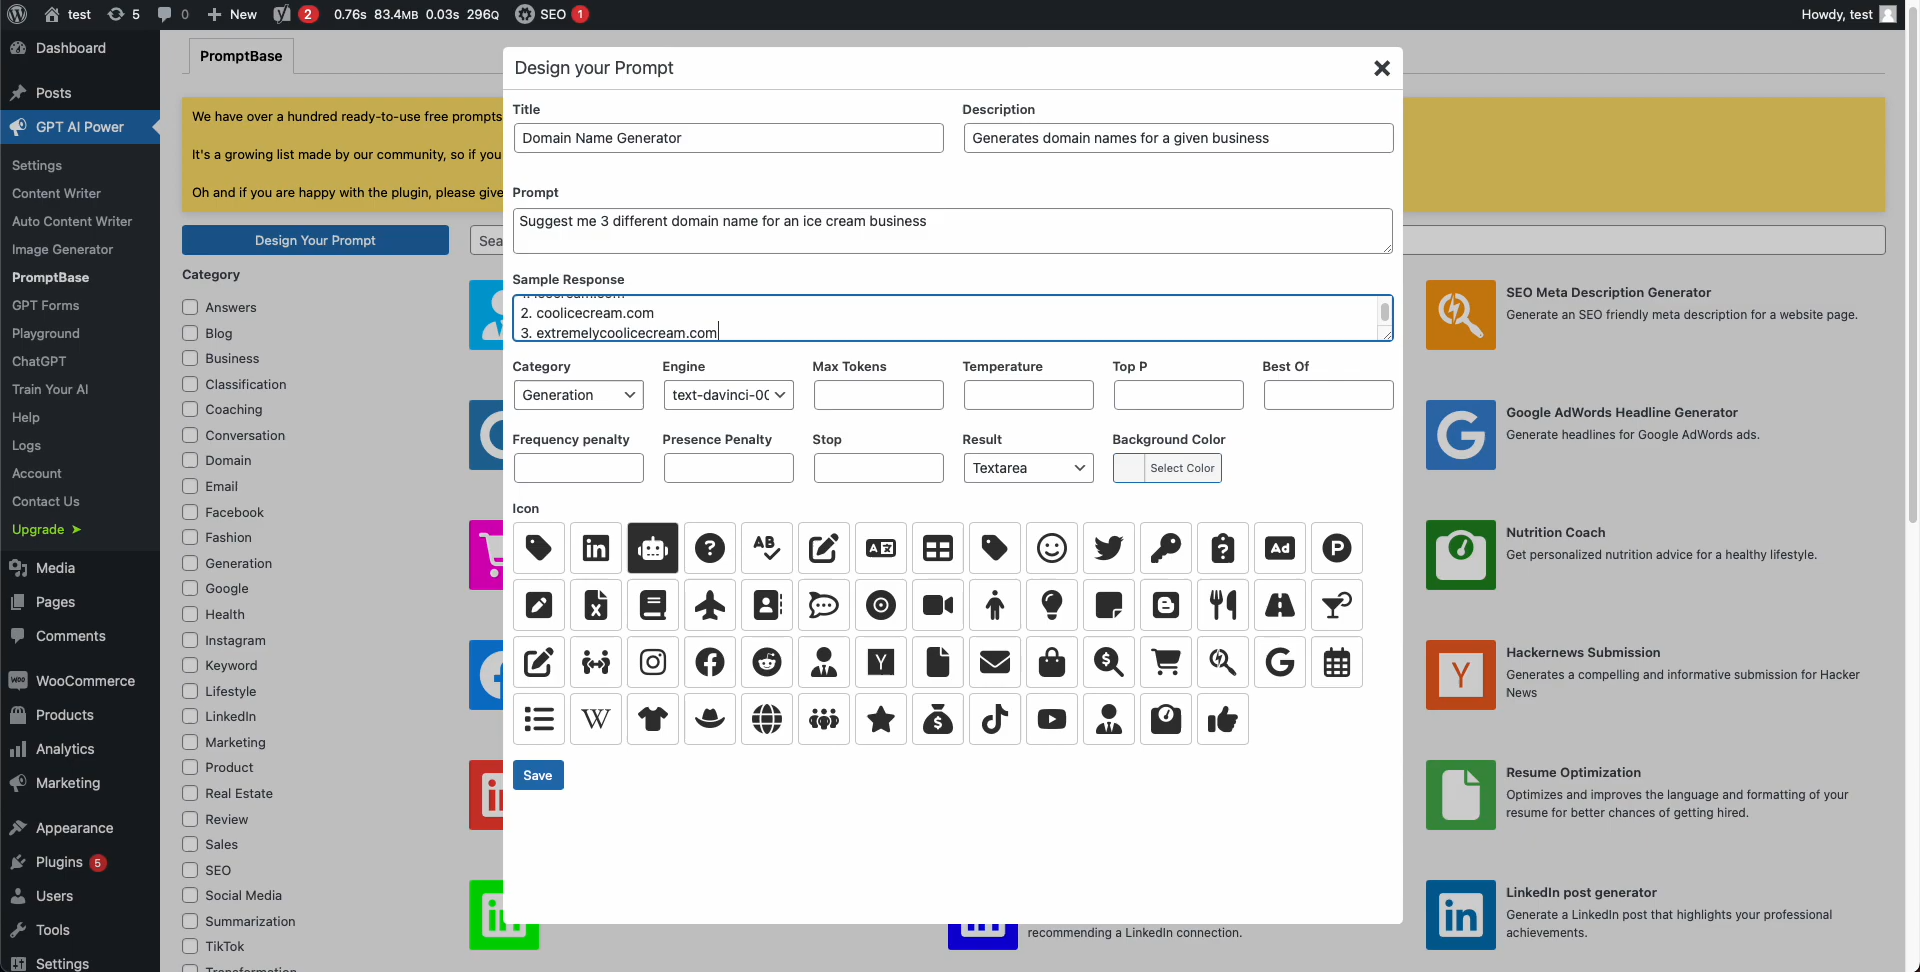 test
5
0
New
2
0.76s 83.4MB 0.03s 296Q
SEO 1
Howdy, test
Dashboard
Posts
GPT AI Power
Settings
Content Writer
Auto Content Writer
Image Generator
PromptBase
GPT Forms
Playground
ChatGPT
Train Your AI
Help
Logs
Account
Contact Us
Upgrade ➤
Media
Pages
Comments
WooCommerce
Products
Analytics
Marketing
Appearance
Plugins 5
Users
Tools
Settings
PromptBase
We have over a hundred ready-to-use free prompts
It's a growing list made by our community, so if you
Oh and if you are happy with the plugin, please give
Design Your Prompt
Sea
Category
Answers
Blog
Business
Classification
Coaching
Conversation
Domain
Email
Facebook
Fashion
Generation
Google
Health
Instagram
Keyword
Lifestyle
LinkedIn
Marketing
Product
Real Estate
Review
Sales
SEO
Social Media
Summarization
TikTok
Design your Prompt
Title
Description
Domain Name Generator
Generates domain names for a given business
Prompt
Suggest me 3 different domain name for an ice cream business
Sample Response
2. coolicecream.com
3. extremelycoolicecream.com
Category
Engine
Max Tokens
Temperature
Top P
Best Of
Generation
text-davinci-00
Frequency penalty
Presence Penalty
Stop
Result
Background Color
Textarea
Select Color
Icon
Save
recommending a LinkedIn connection.
SEO Meta Description Generator
Generate an SEO friendly meta description for a website page.
Google AdWords Headline Generator
Generate headlines for Google AdWords ads.
Nutrition Coach
Get personalized nutrition advice for a healthy lifestyle.
Hackernews Submission
Generates a compelling and informative submission for Hacker
News
Resume Optimization
Optimizes and improves the language and formatting of your
resume for better chances of getting hired.
LinkedIn post generator
Generate a LinkedIn post that highlights your professional
achievements.